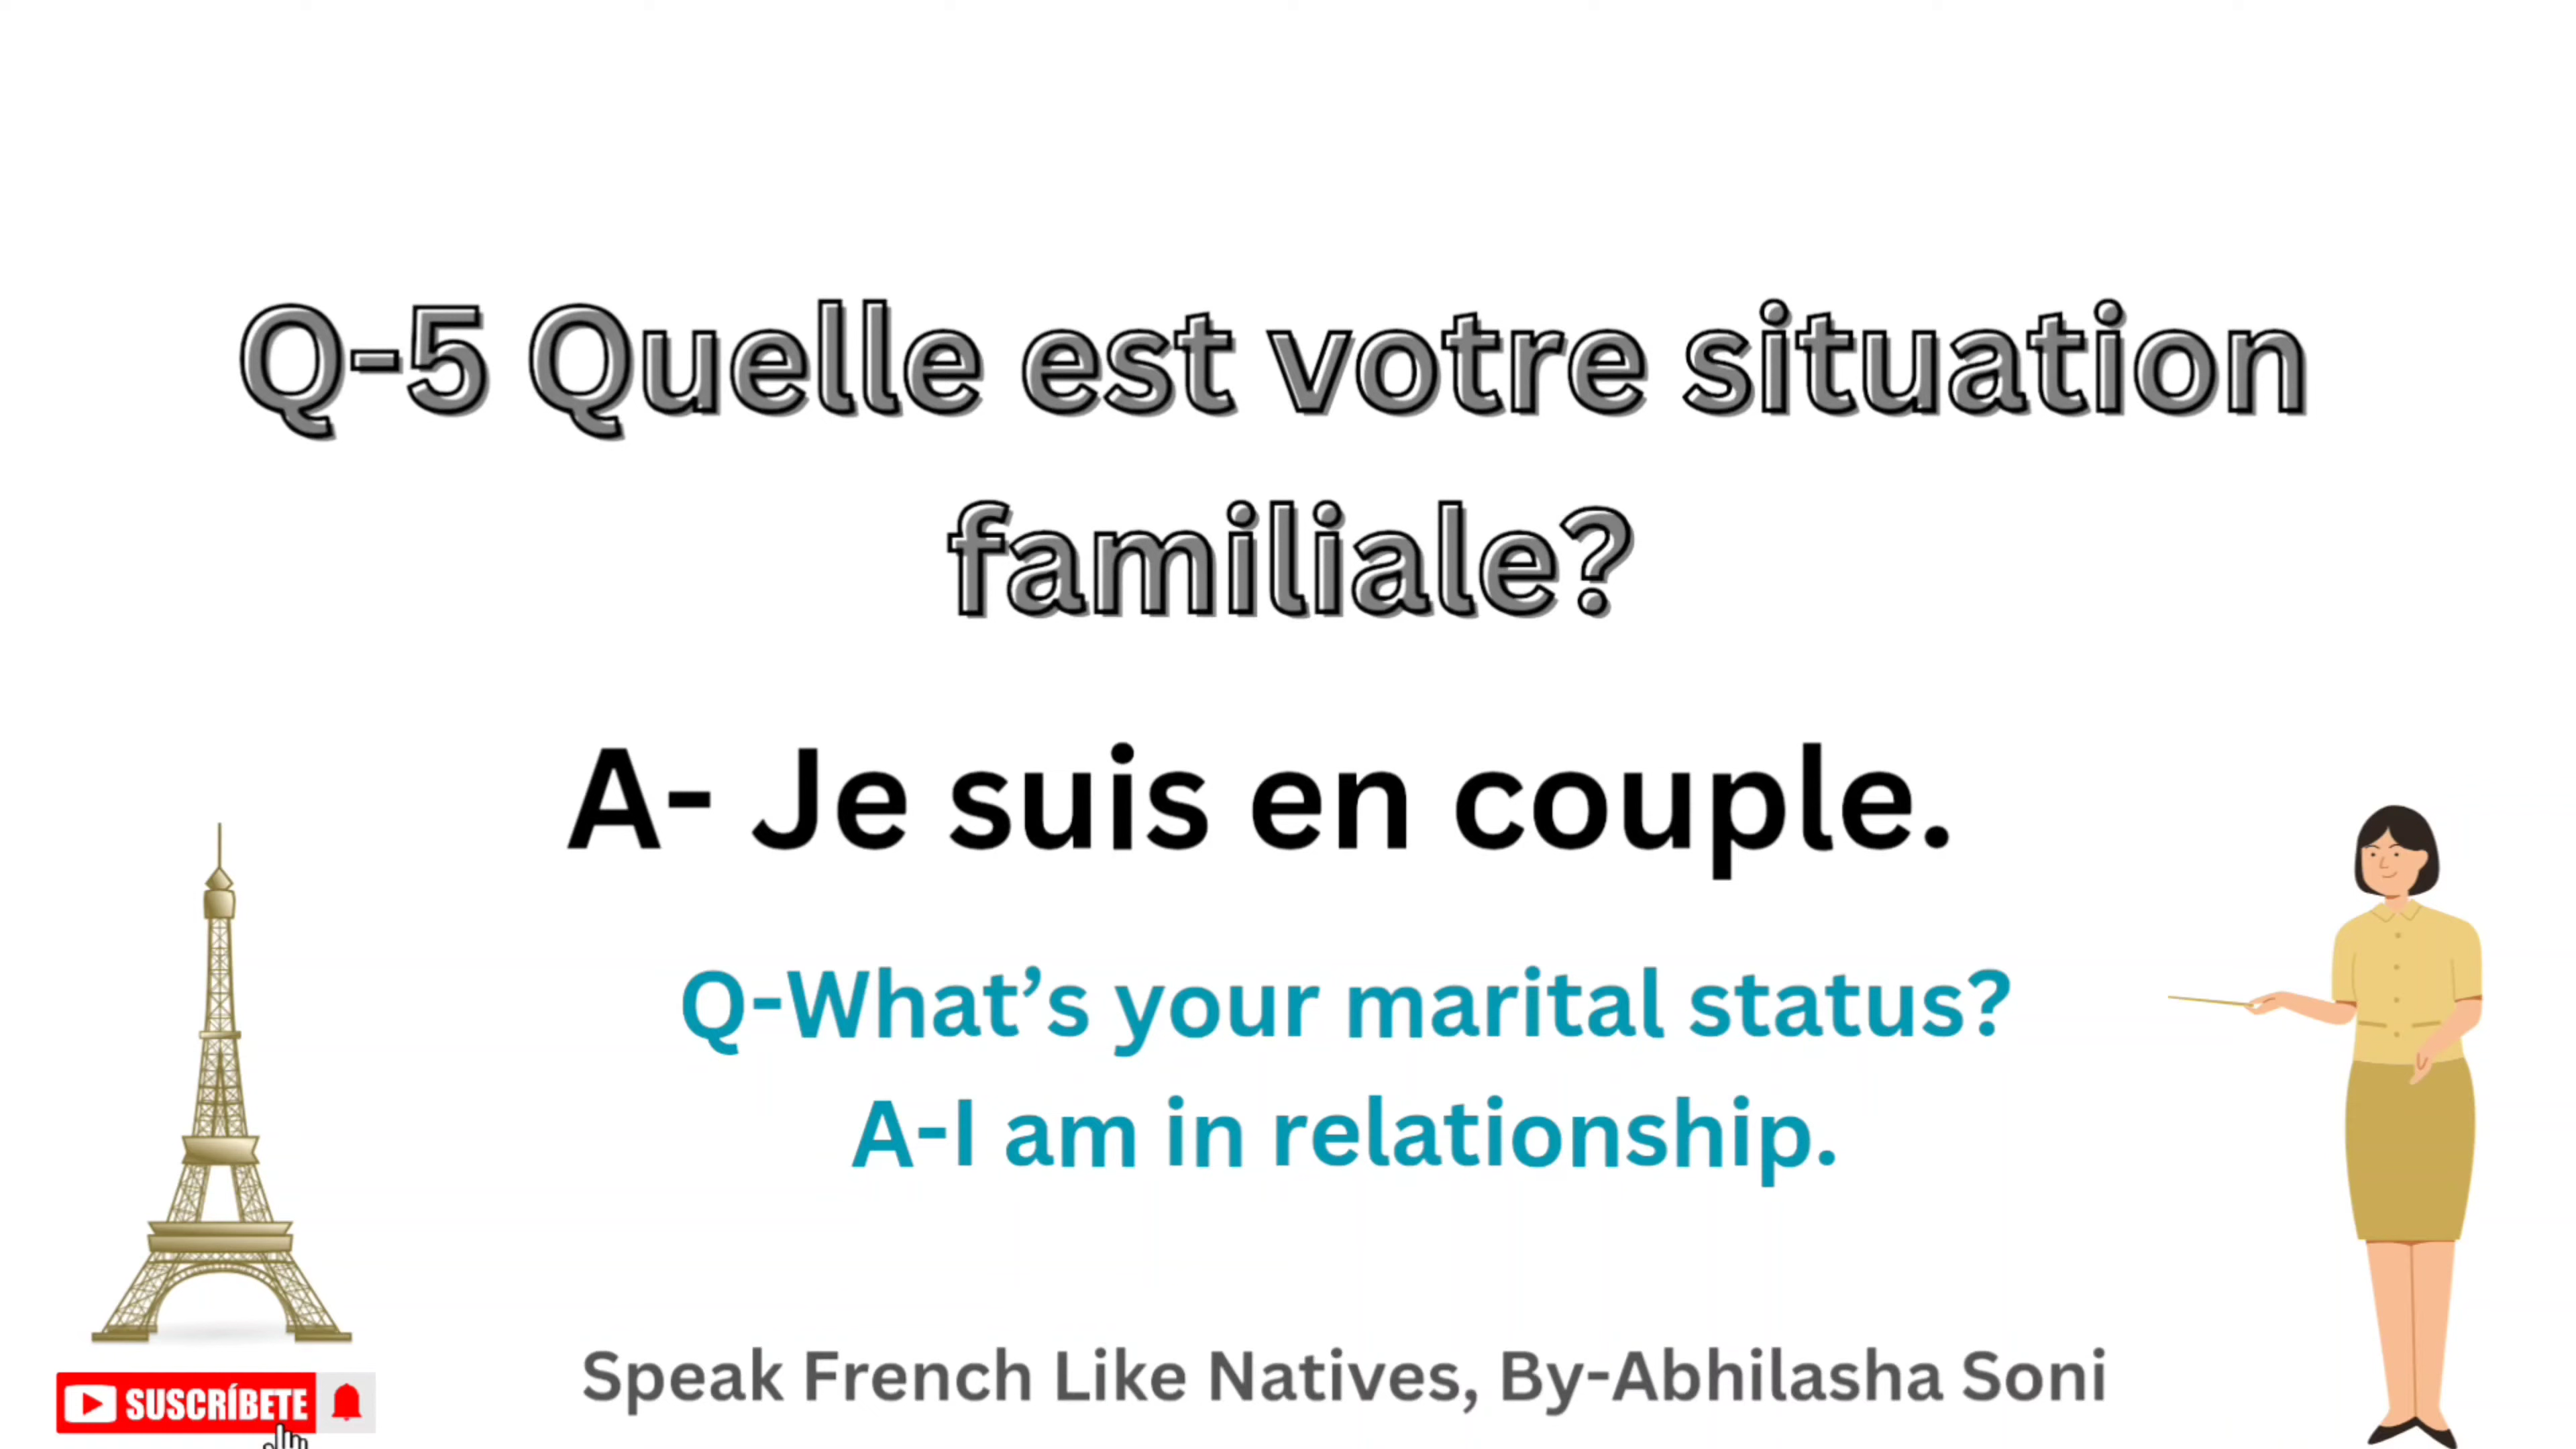 Q-5 Quelle est votre situation
familiale?
A- Je suis en couple.
Q-What’s your marital status?
A-I am in relationship.
Speak French Like Natives, By-Abhilasha Soni
SUSCRÍBETE